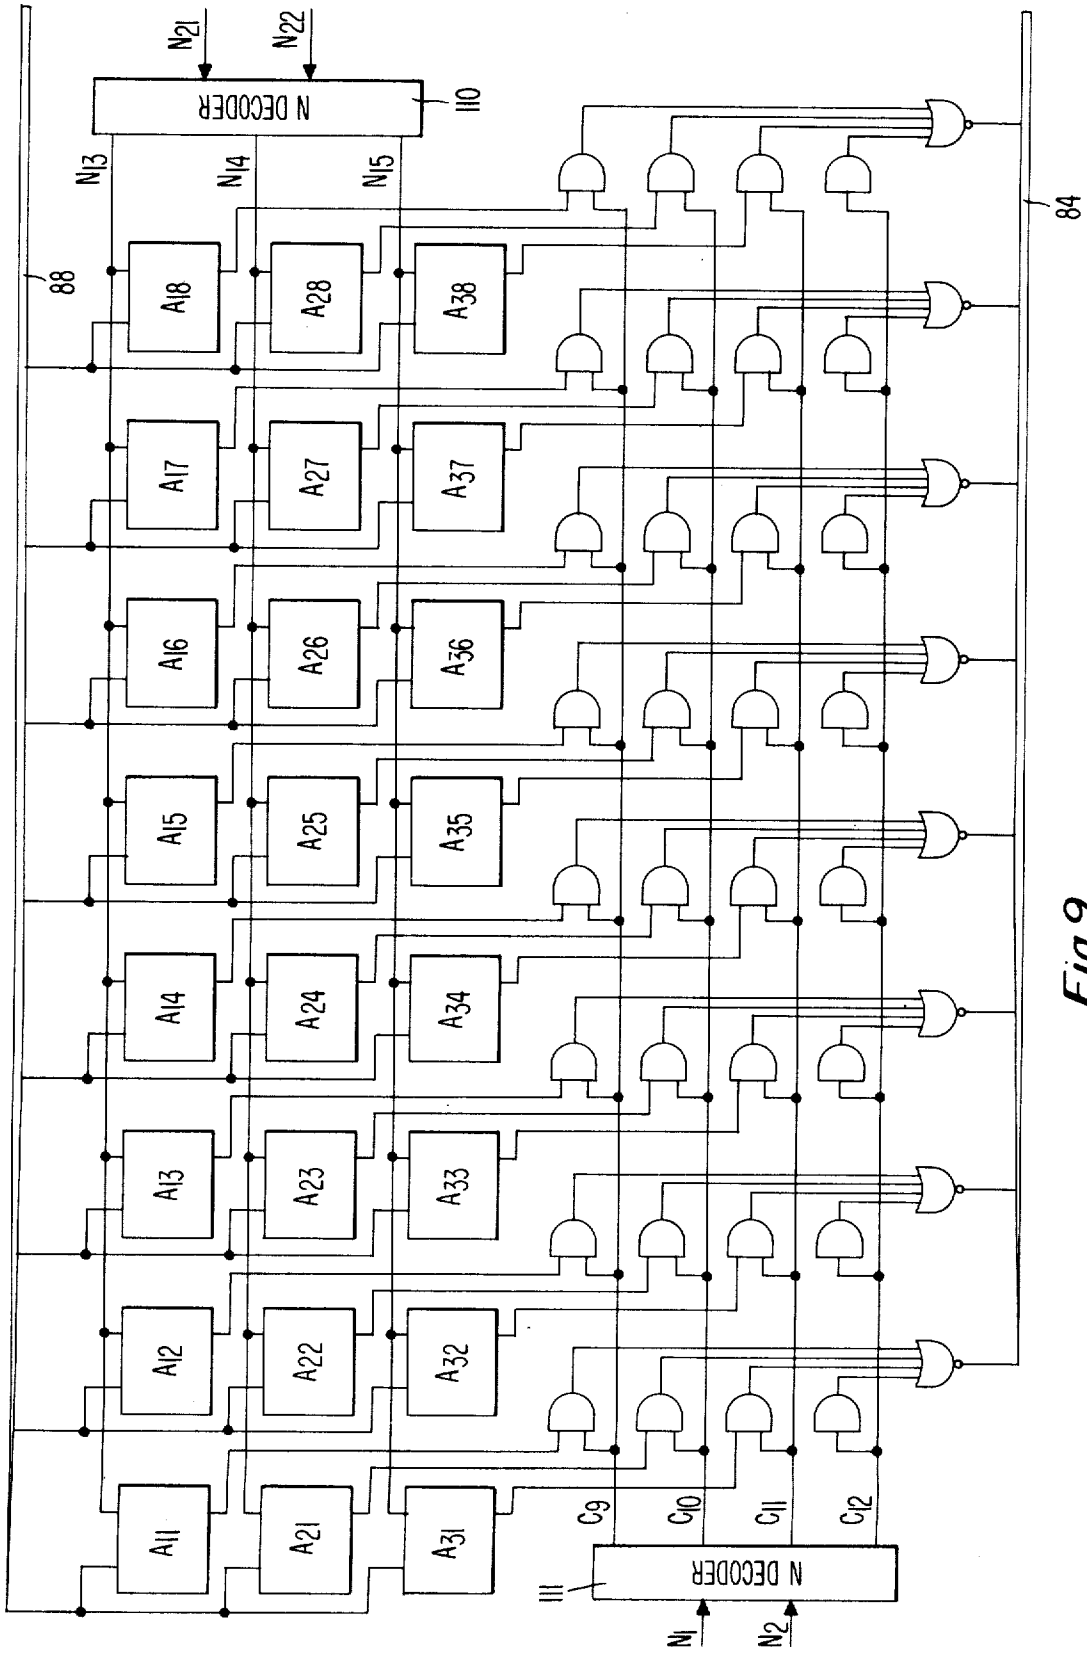 88
N21
N22
N DECODER
110
N13
N14
N15
A11
A12
A13
A14
A15
A16
A17
A18
A21
A22
A23
A24
A25
A26
A27
A28
A31
A32
A33
A34
A35
A36
A37
A38
C9
C10
C11
C12
111
N DECODER
N1
N2
84
Fig 9